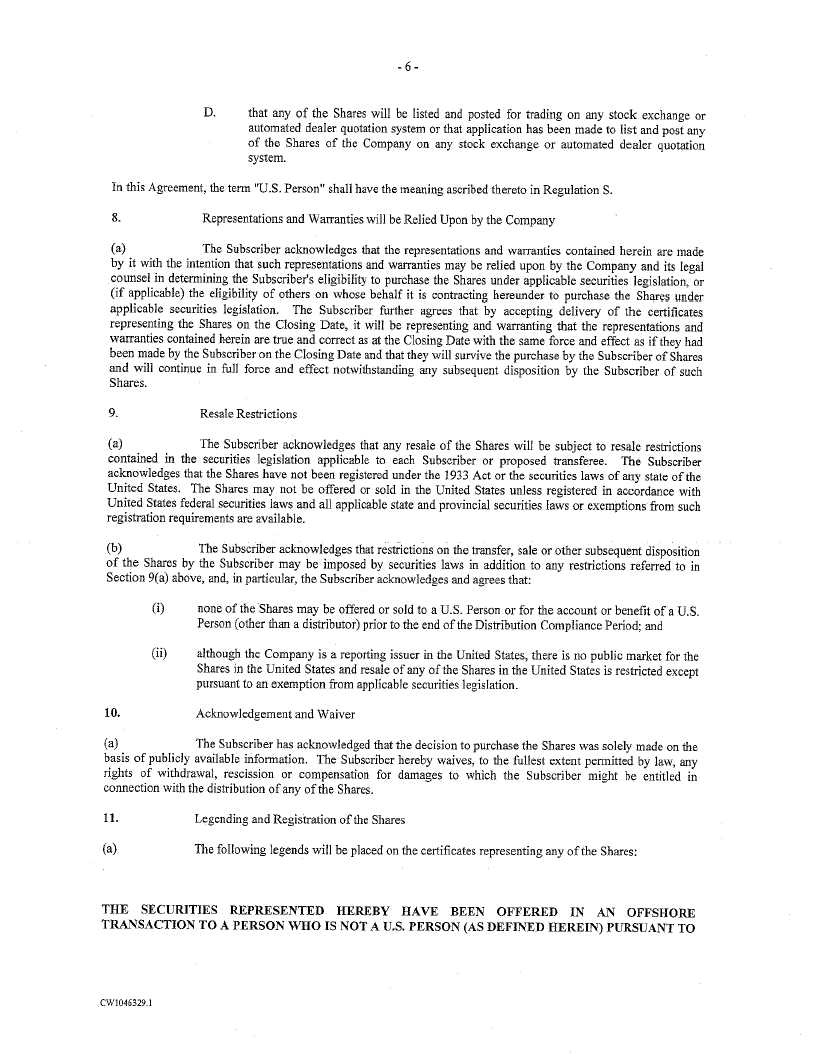 - 6 -
D. that any of the Shares will be listed and posted for trading on any stock exchange or
automated dealer quotation system or that application has been made to list and post any
of the Shares of the Company on any stock exchange or automated dealer quotation
system.
In this Agreement, the term "U.S. Person" shall have the meaning ascribed thereto in Regulation S.
8. Representations and Warranties will be Relied Upon by the Company
(a) The Subscriber acknowledges that the representations and warranties contained herein are made
by it with the intention that such representations and warranties may be relied upon by the Company and its legal
counsel in determining the Subscriber's eligibility to purchase the Shares under applicable securities legislation, or
(if applicable) the eligibility of others on whose behalf it is contracting hereunder to purchase the Shares under
applicable securities legislation. The Subscriber further agrees that by accepting delivery of the certificates
representing the Shares on the Closing Date, it will be representing and warranting that the representations and
warranties contained herein are true and correct as at the Closing Date with the same force and effect as if they had
been made by the Subscriber on the Closing Date and that they will survive the purchase by the Subscriber of Shares
and will continue in full force and effect notwithstanding any subsequent disposition by the Subscriber of such
Shares.
9. Resale Restrictions
(a) The Subscriber acknowledges that any resale of the Shares will be subject to resale restrictions
contained in the securities legislation applicable to each Subscriber or proposed transferee. The Subscriber
acknowledges that the Shares have not been registered under the 1933 Act or the securities laws of any state of the
United States. The Shares may not be offered or sold in the United States unless registered in accordance with
United States federal securities laws and all applicable state and provincial securities laws or exemptions from such
registration requirements are available.
(b) The Subscriber acknowledges that restrictions on the transfer, sale or other subsequent disposition
of the Shares by the Subscriber may be imposed by securities laws in addition to any restrictions referred to in
Section 9(a) above, and, in particular, the Subscriber acknowledges and agrees that:
(i) none of the Shares may be offered or sold to a U.S. Person or for the account or benefit of a U.S.
Person (other than a distributor) prior to the end of the Distribution Compliance Period; and
(ii) although the Company is a reporting issuer in the United States, there is no public market for the
Shares in the United States and resale of any of the Shares in the United States is restricted except
pursuant to an exemption from applicable securities legislation.
10. Acknowledgement and Waiver
(a) The Subscriber has acknowledged that the decision to purchase the Shares was solely made on the
basis of publicly available information. The Subscriber hereby waives, to the fullest extent permitted by law, any
rights of withdrawal, rescission or compensation for damages to which the Subscriber might be entitled in
connection with the distribution of any of the Shares.
11. Legending and Registration of the Shares
(a) The following legends will be placed on the certificates representing any of the Shares:
THE SECURITIES REPRESENTED HEREBY HAVE BEEN OFFERED IN AN OFFSHORE
TRANSACTION TO A PERSON WHO IS NOT A U.S. PERSON (AS DEFINED HEREIN) PURSUANT TO
CW1046329.1